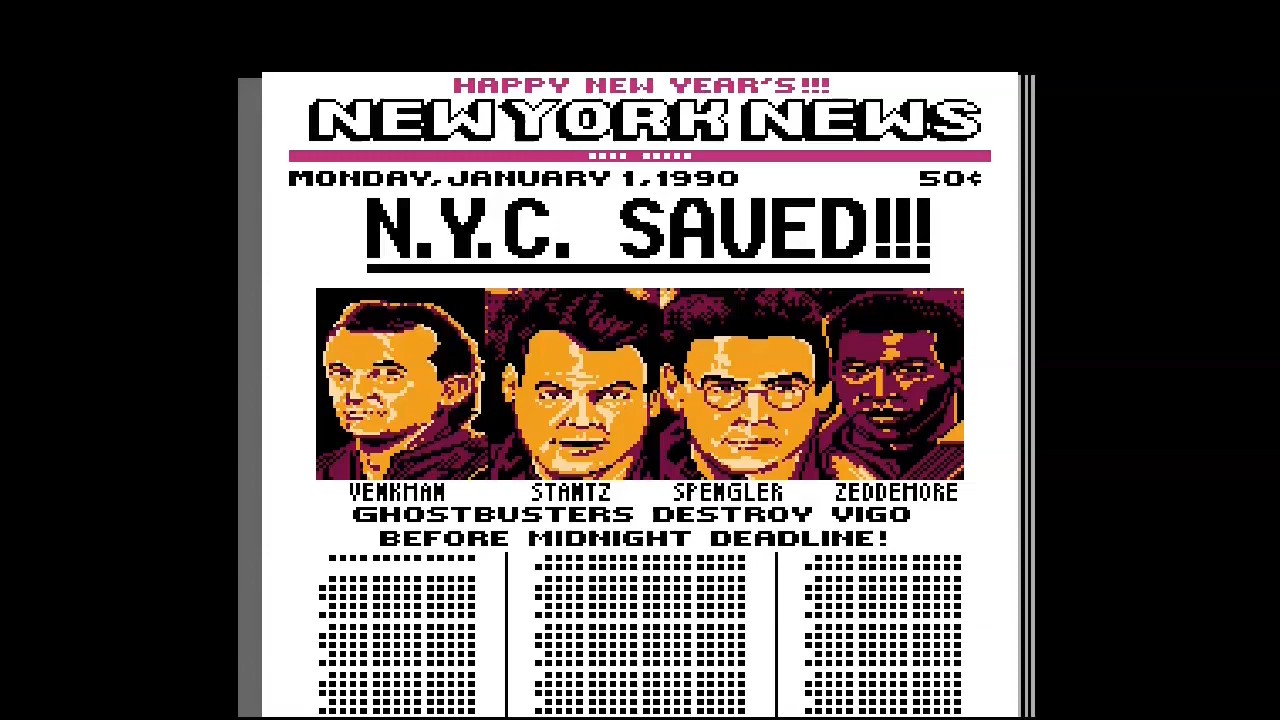 HAPPY NEW YEAR'S!!!
NEW YORK NEWS
MONDAY, JANUARY 1, 1990 50¢
N.Y.C. SAVED!!!
VENKMAN STANTZ SPENGLER ZEDDEMORE
GHOSTBUSTERS DESTROY VIGO
BEFORE MIDNIGHT DEADLINE!